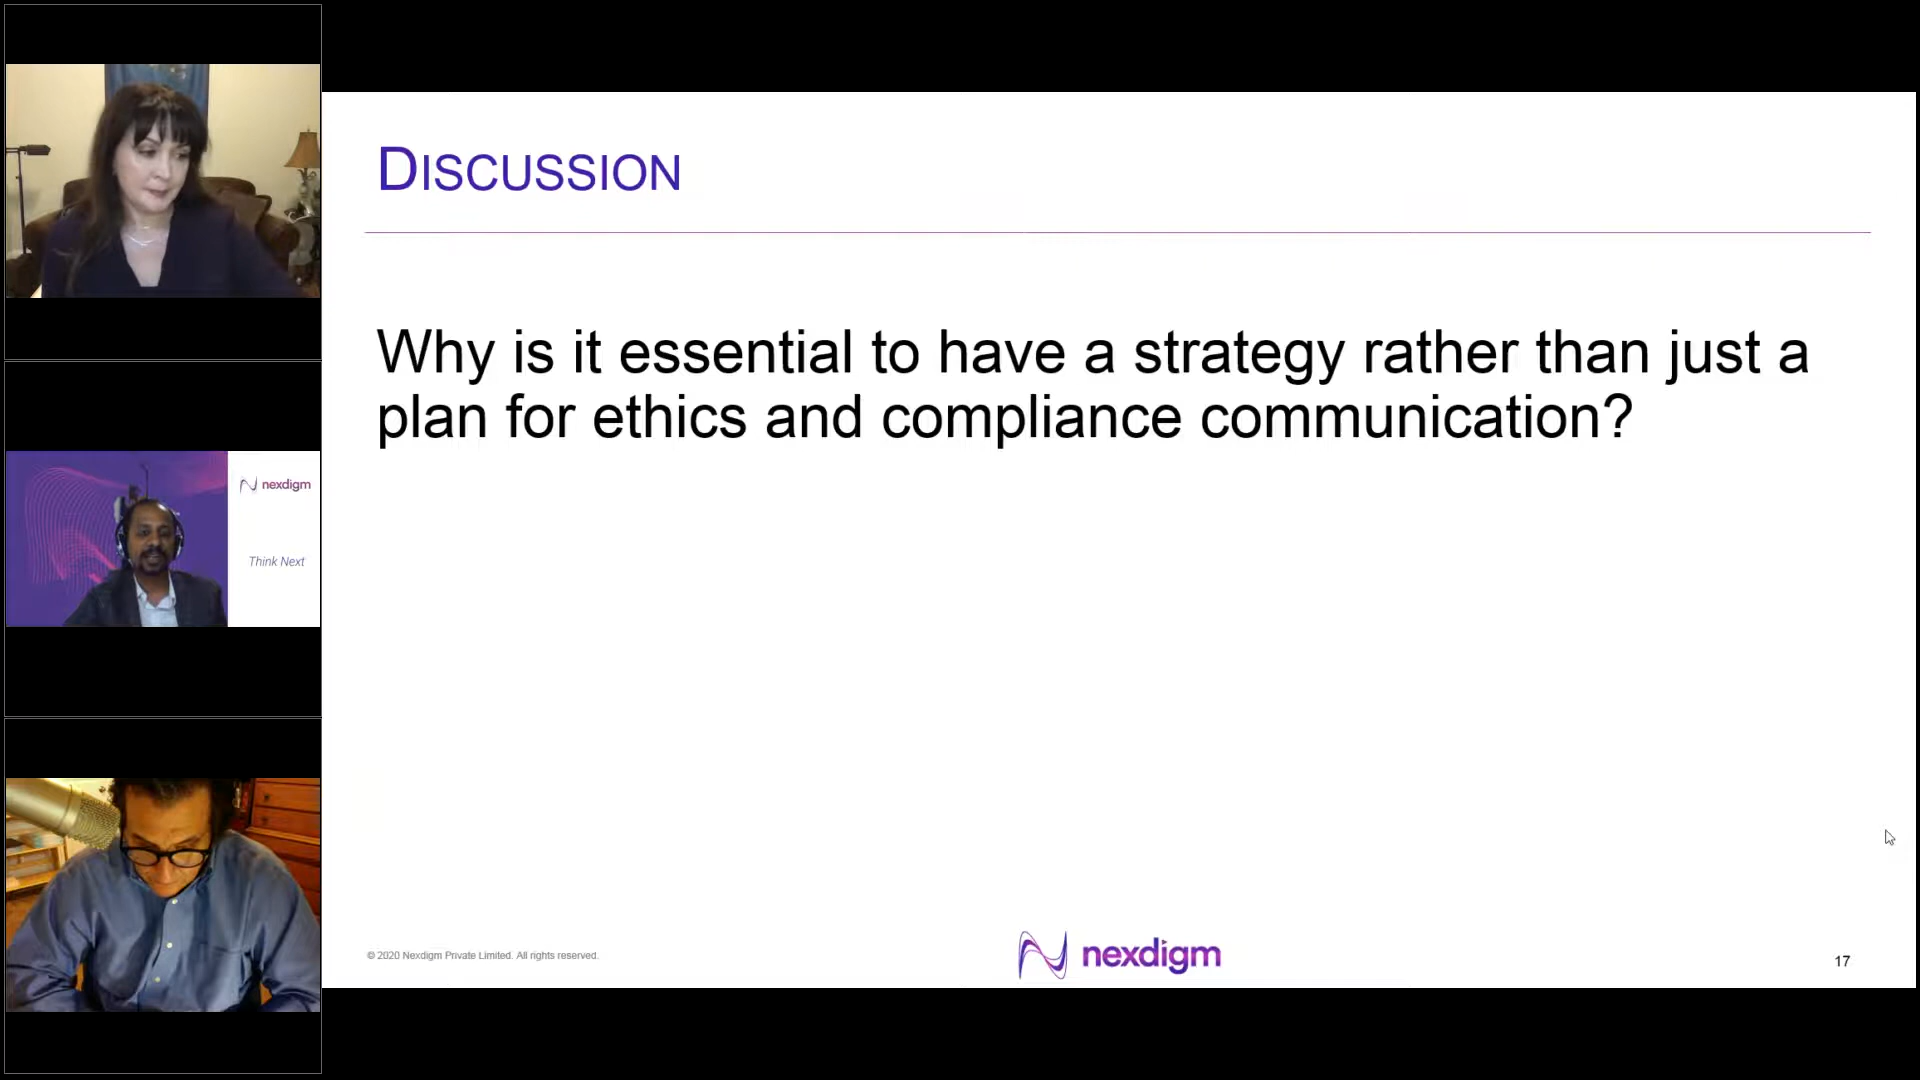 DISCUSSION
Why is it essential to have a strategy rather than just a
plan for ethics and compliance communication?
nexdigm
Think Next
© 2020 Nexdigm Private Limited. All rights reserved.
nexdigm
17